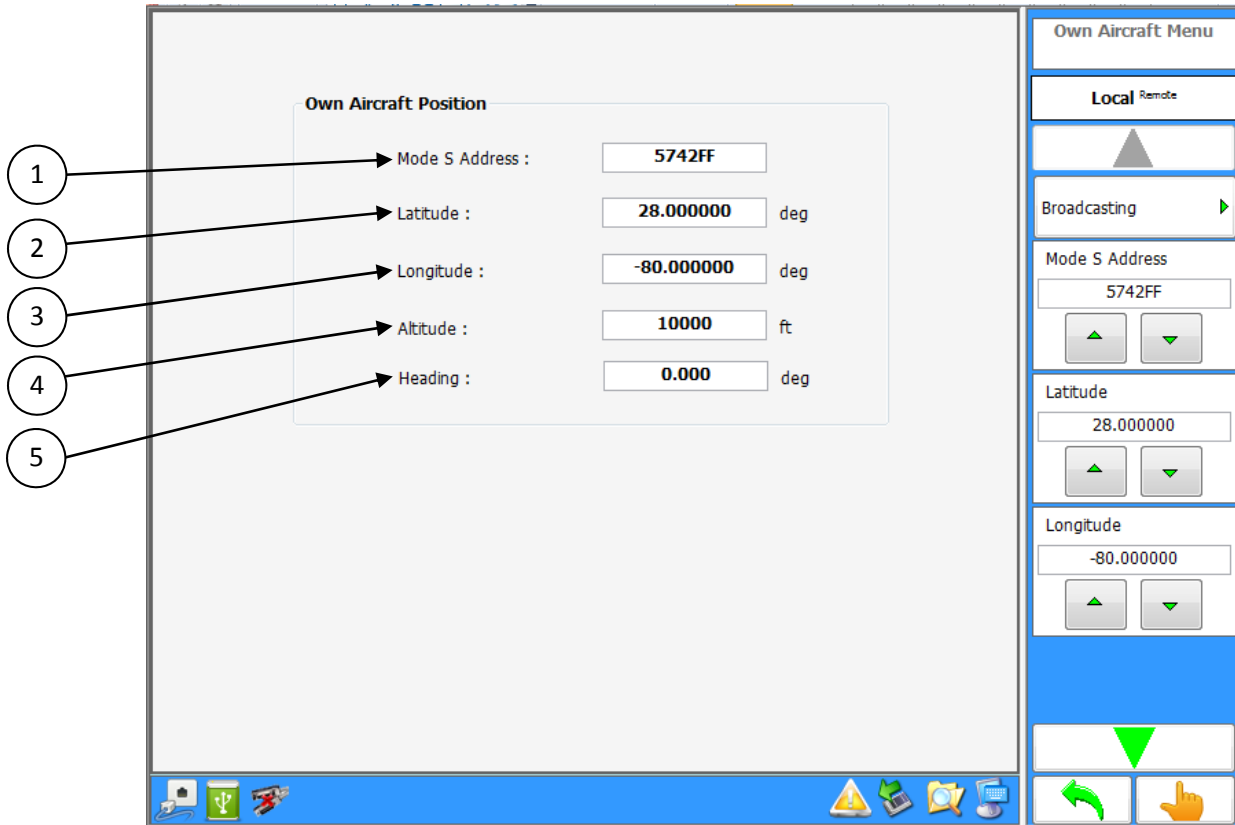 Own Aircraft Position
1
Mode S Address :
5742FF
2
Latitude :
28.000000
deg
3
Longitude :
-80.000000
deg
4
Altitude :
10000
ft
5
Heading :
0.000
deg
Own Aircraft Menu
Local Remote
Broadcasting
Mode S Address
5742FF
Latitude
28.000000
Longitude
-80.000000